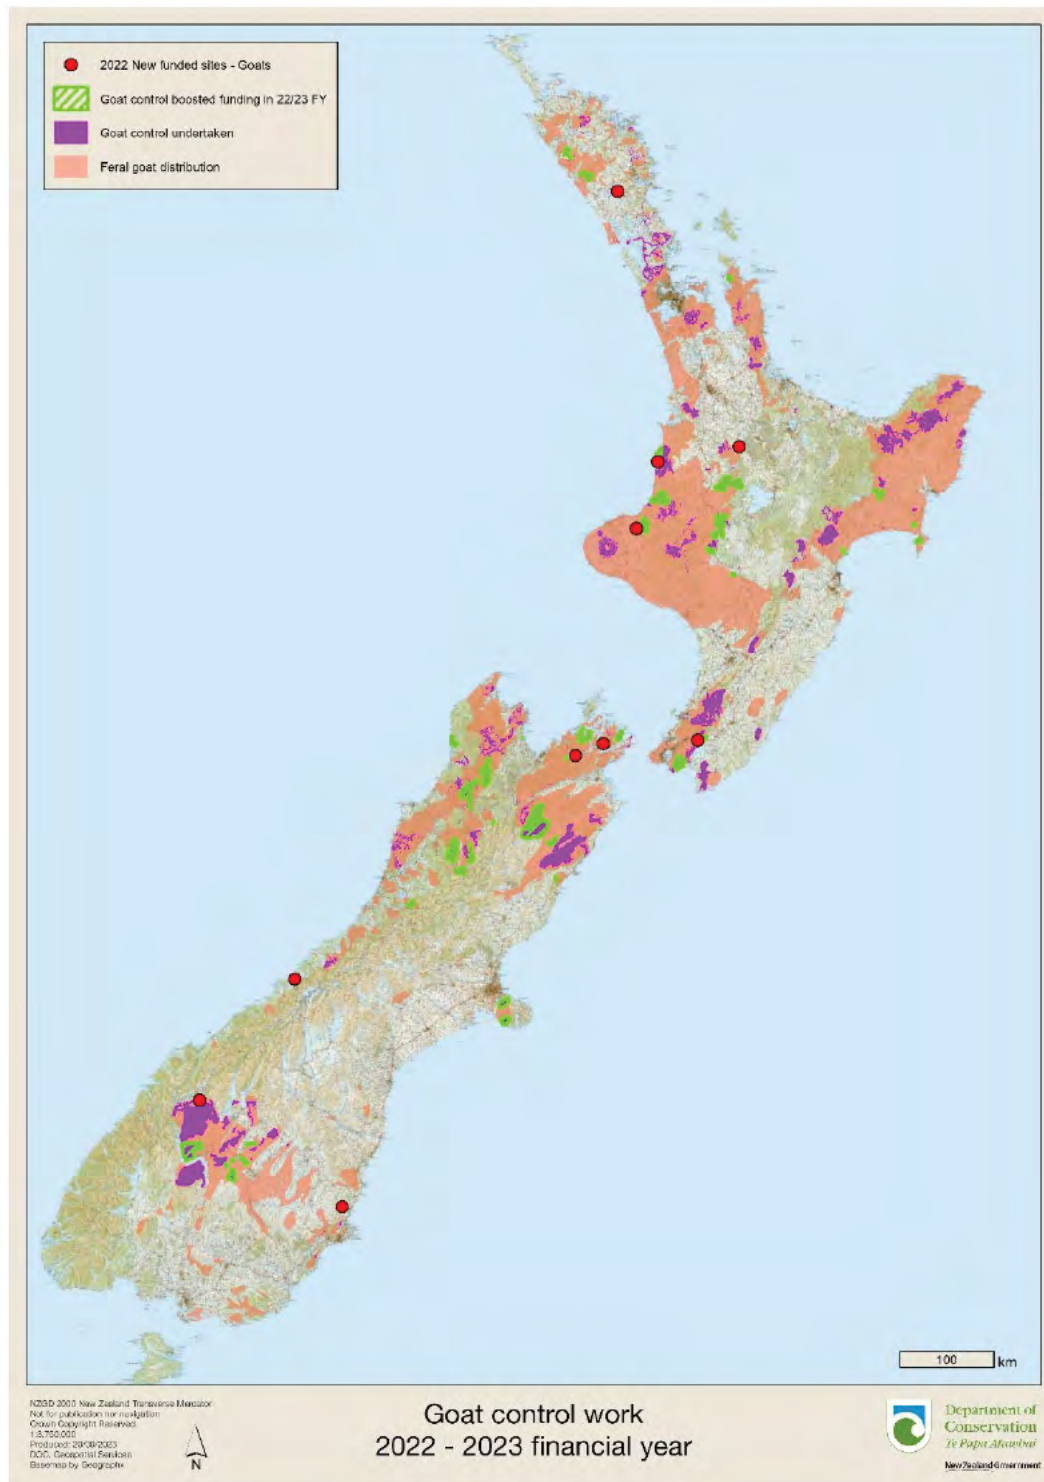 2022 New funded sites - Goats
Goat control boosted funding in 22/23 FY
Goat control undertaken
Feral goat distribution
100 km
NZGD 2000 New Zealand Transverse Mercator
Not for publication nor navigation
Crown Copyright Reserved
1:3,750,000
Produced: 20/06/2023
DOC, Geospatial Services
Basemap by Geographx
N
Goat control work
2022 - 2023 financial year
Department of
Conservation
Te Papa Atawhai
New Zealand Government